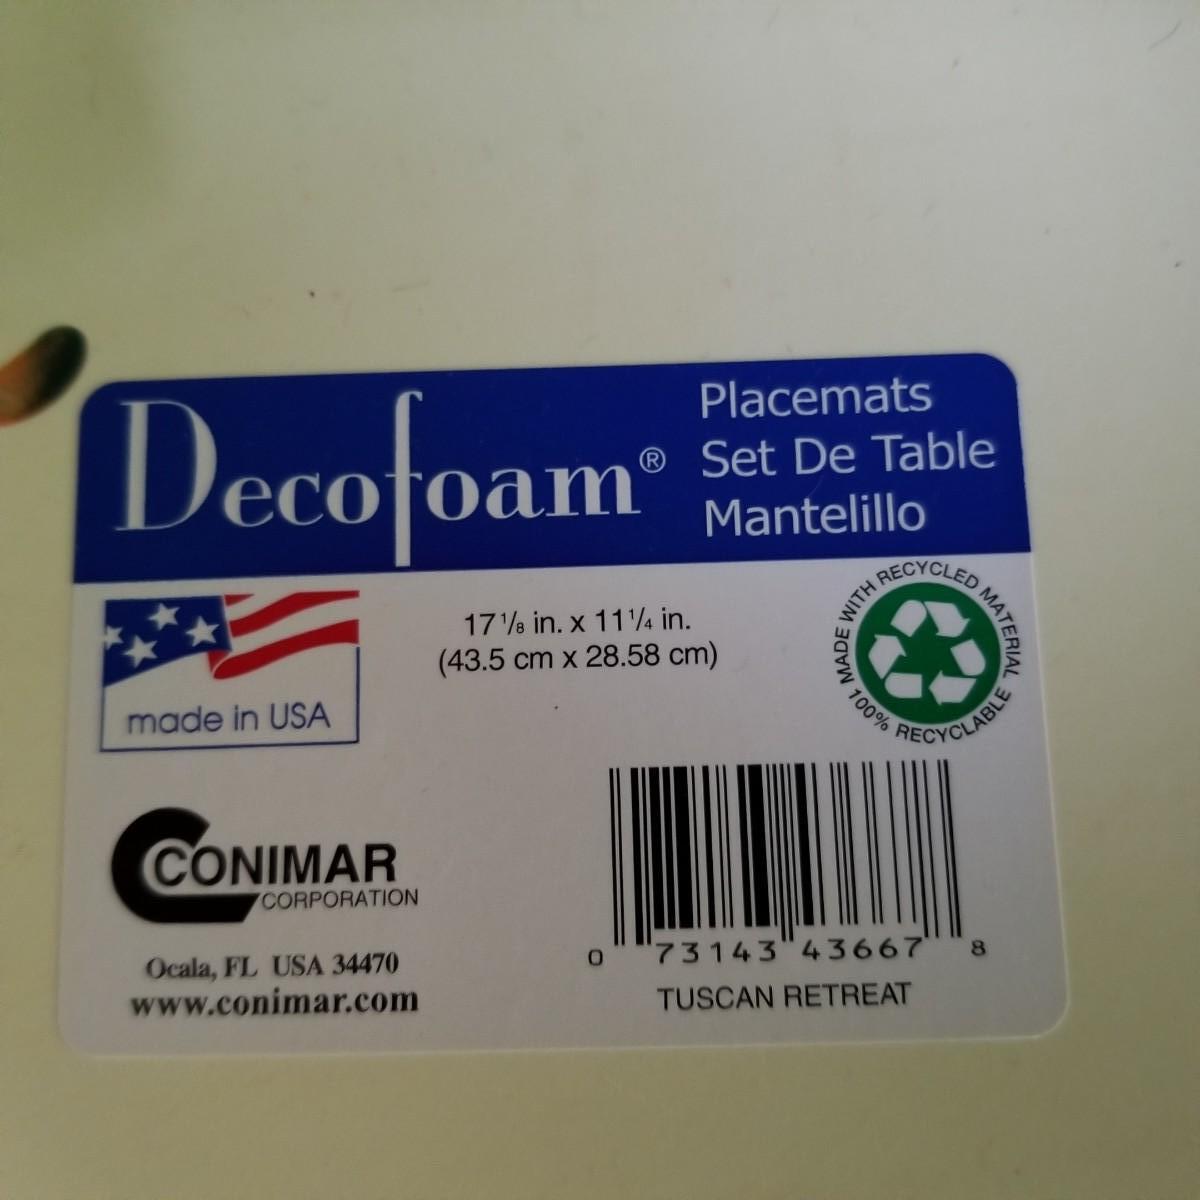 Decofoam®
Placemats
Set De Table
Mantelillo
made in USA
17 1/8 in. x 11 1/4 in.
(43.5 cm x 28.58 cm)
MADE WITH RECYCLED MATERIAL
100% RECYCLABLE
CONIMAR
CORPORATION
Ocala, FL USA 34470
www.conimar.com
0 73143 43667 8
TUSCAN RETREAT